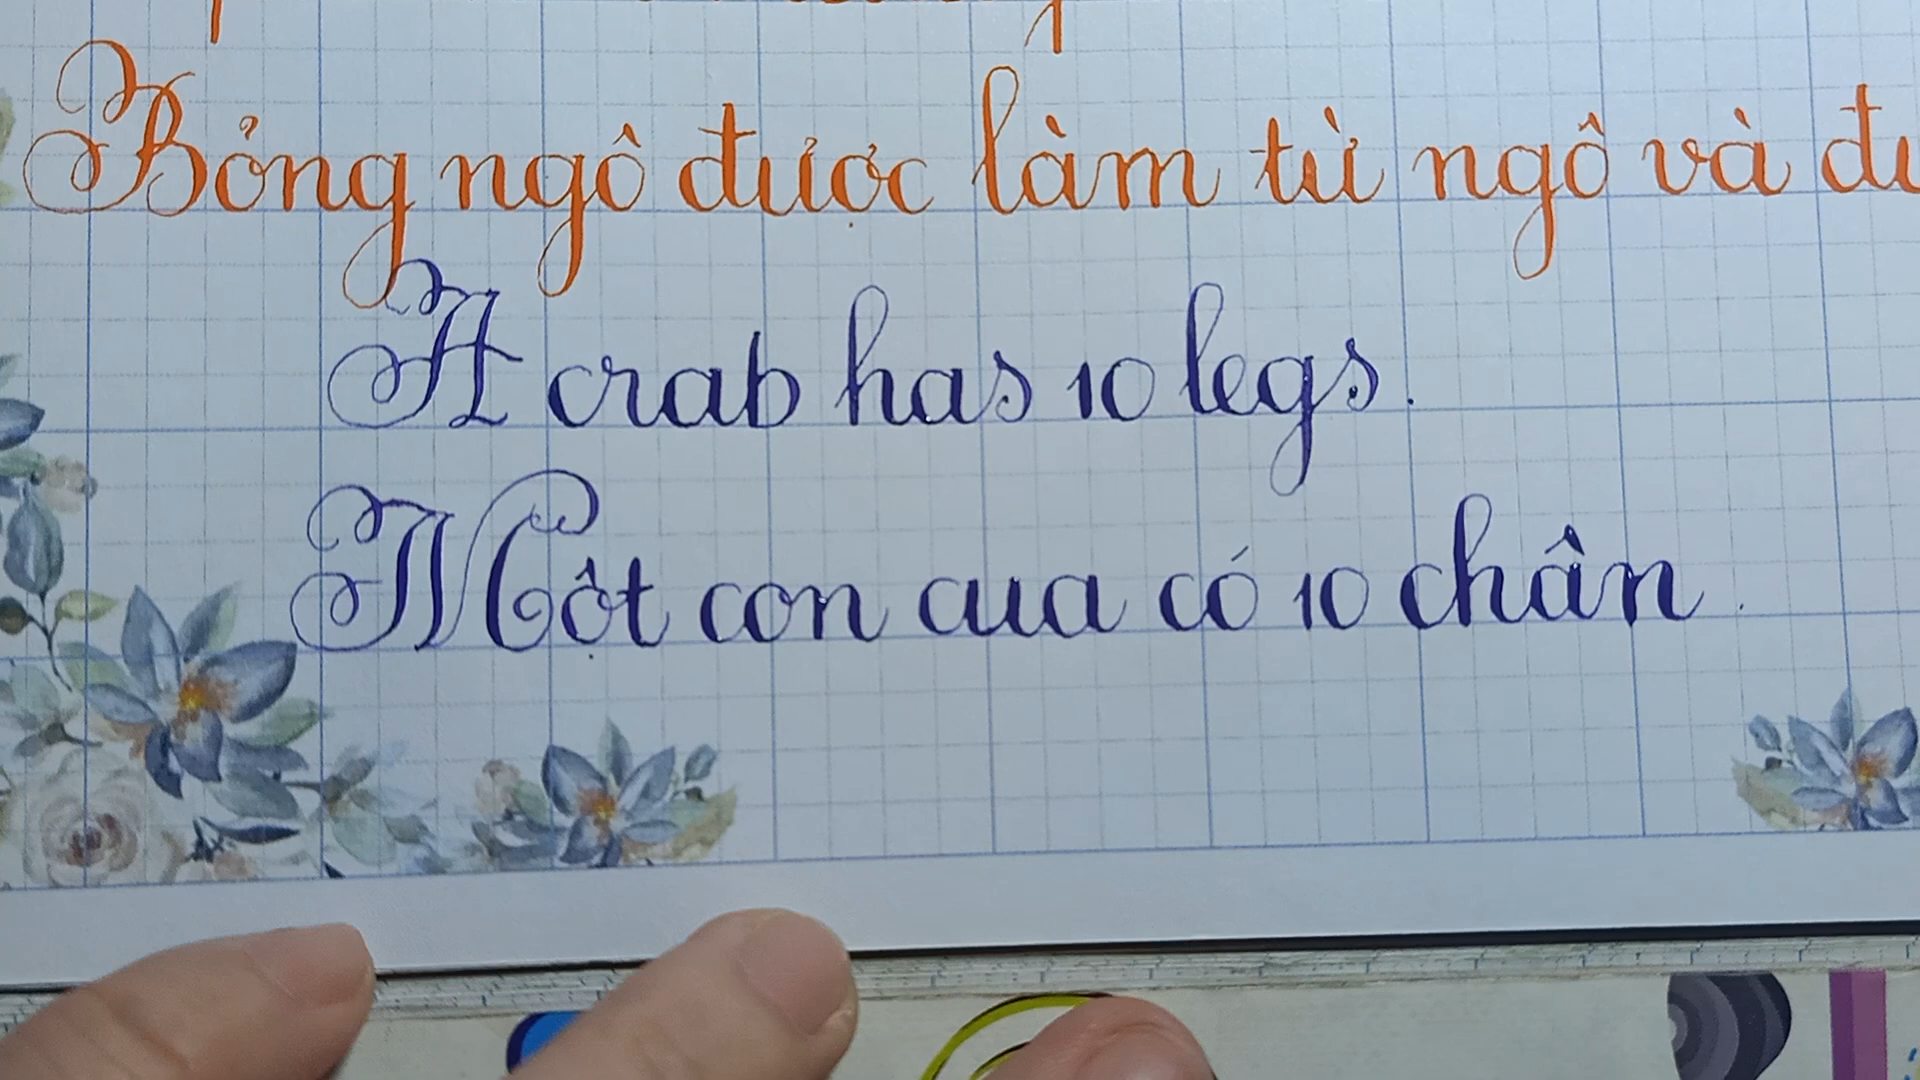 Bỏng ngô được làm từ ngô và
A crab has 10 legs.
Một con cua có 10 chân.